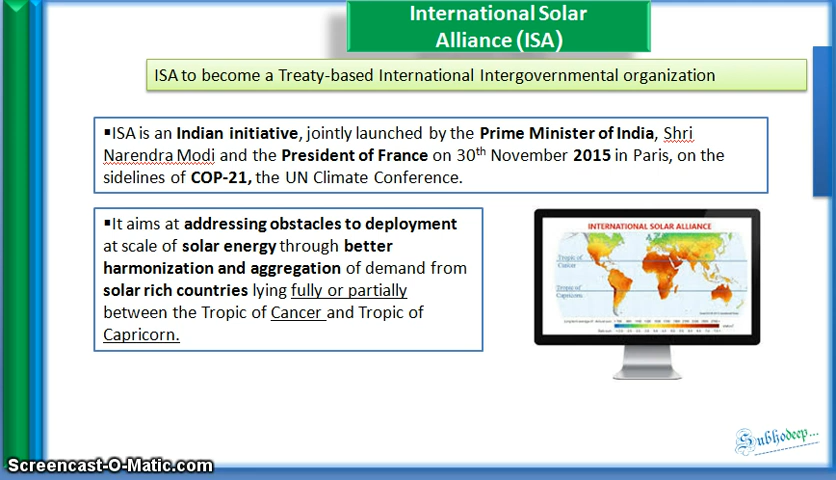 International Solar
Alliance (ISA)
ISA to become a Treaty-based International Intergovernmental organization
▪ISA is an Indian initiative, jointly launched by the Prime Minister of India, Shri
Narendra Modi and the President of France on 30th November 2015 in Paris, on the
sidelines of COP-21, the UN Climate Conference.
▪It aims at addressing obstacles to deployment
at scale of solar energy through better
harmonization and aggregation of demand from
solar rich countries lying fully or partially
between the Tropic of Cancer and Tropic of
Capricorn.
INTERNATIONAL SOLAR ALLIANCE
Tropic of
Cancer
Tropic of
Capricorn
Subhodeep...
Screencast-O-Matic.com